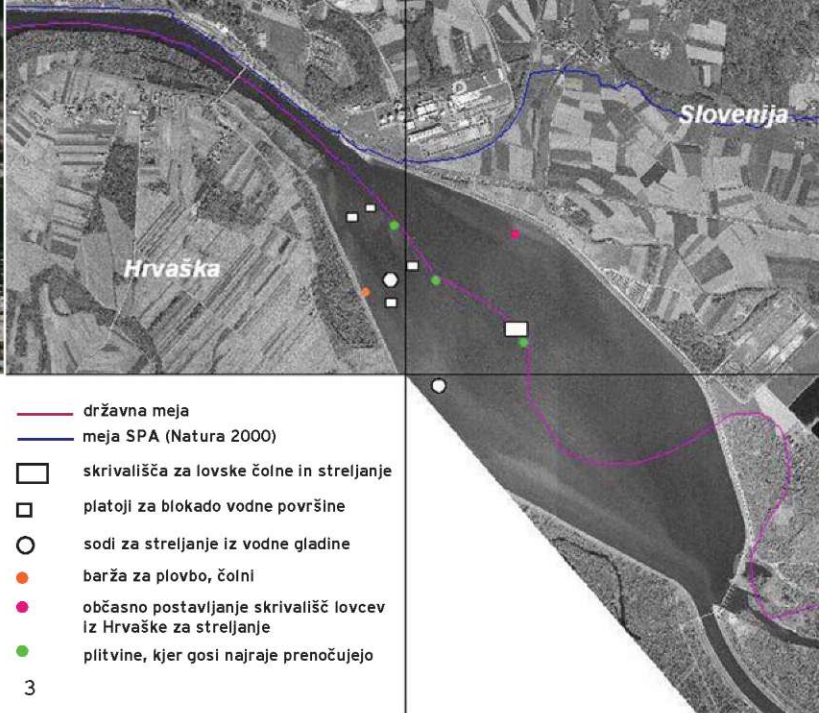 Slovenija
Hrvaška
državna meja
meja SPA (Natura 2000)
skrivališča za lovske čolne in streljanje
platoji za blokado vodne površine
sodi za streljanje iz vodne gladine
barža za plovbo, čolni
občasno postavljanje skrivališč lovcev
iz Hrvaške za streljanje
plitvine, kjer gosi najraje prenočujejo
3